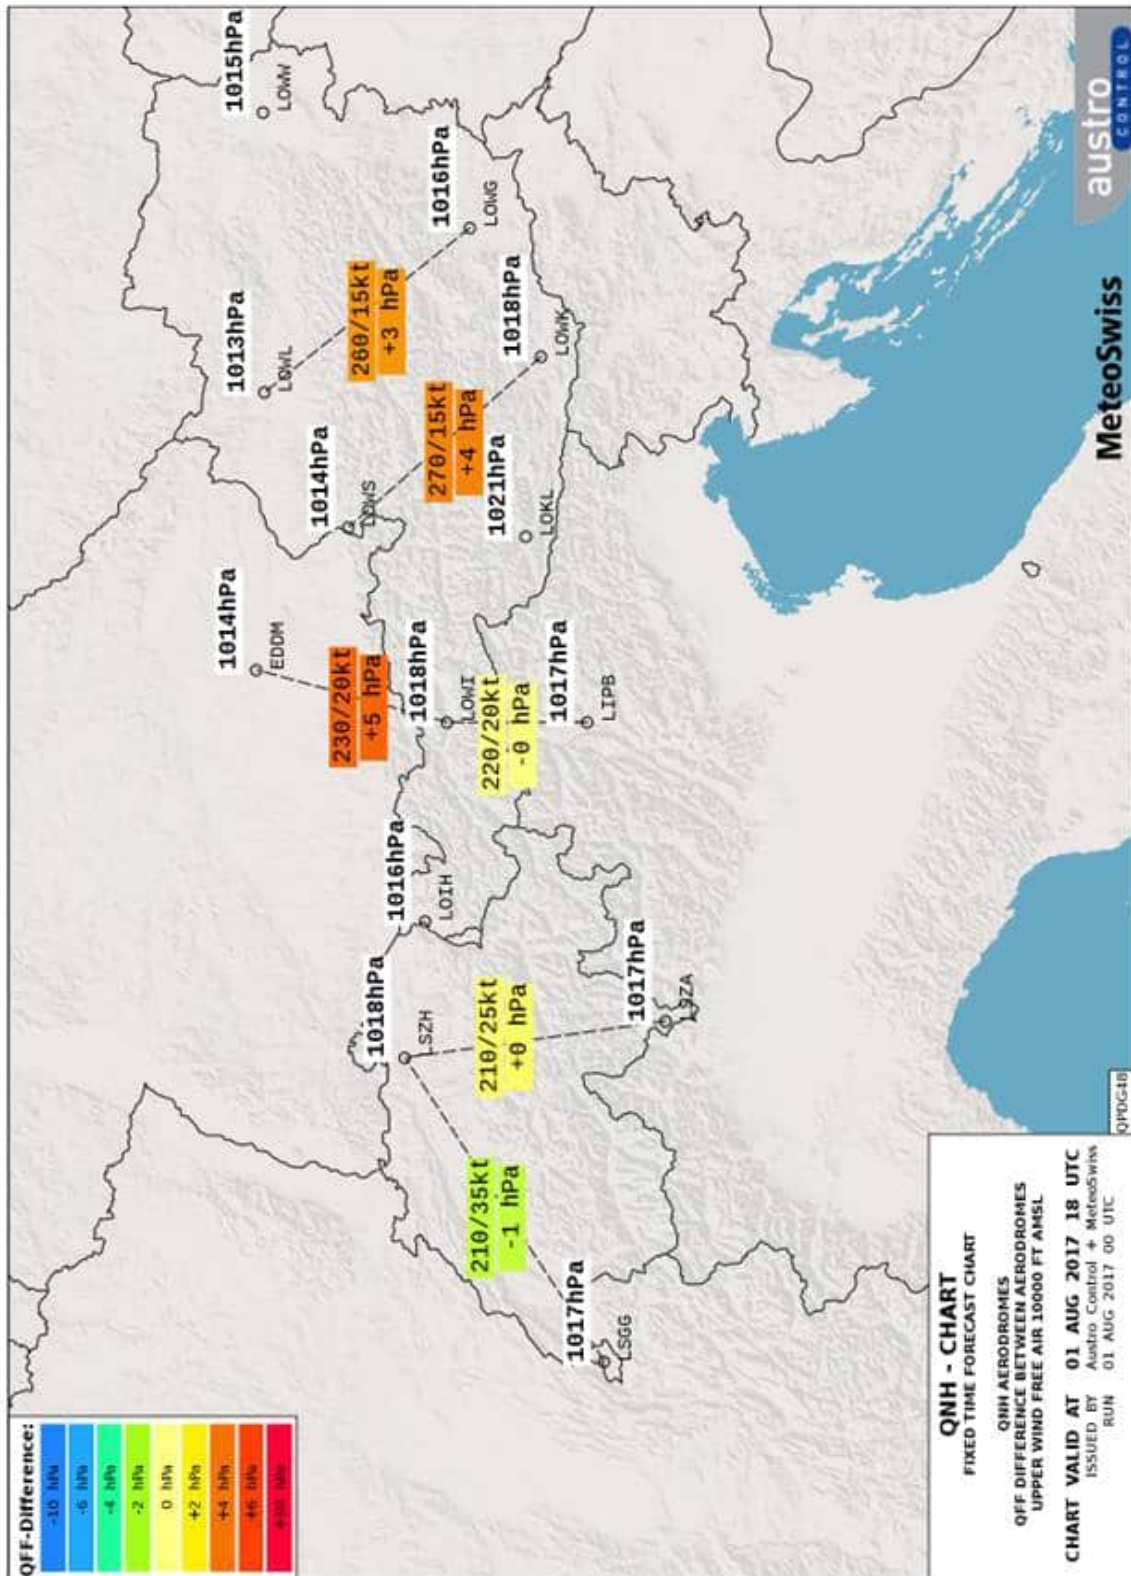 QFF-Difference:
-10 hPa
-6 hPa
-4 hPa
-2 hPa
0 hPa
+2 hPa
+4 hPa
+6 hPa
+10 hPa
1015hPa
LOWW
1013hPa
LOWL
260/15kt
+3 hPa
1016hPa
LOWG
1014hPa
LOWS
270/15kt
+4 hPa
1018hPa
LOWK
1021hPa
LOKL
1014hPa
EDDM
230/20kt
+5 hPa
1018hPa
LOWI
220/20kt
-0 hPa
1017hPa
LIPB
1016hPa
LOIH
1018hPa
LSZH
210/25kt
+0 hPa
1017hPa
LSZA
210/35kt
-1 hPa
1017hPa
LSGG
QNH - CHART
FIXED TIME FORECAST CHART
QNH AERODROMES
QFF DIFFERENCE BETWEEN AERODROMES
UPPER WIND FREE AIR 10000 FT AMSL
CHART VALID AT 01 AUG 2017 18 UTC
ISSUED BY Austro Control + MeteoSwiss
RUN 01 AUG 2017 00 UTC
QPDG48
MeteoSwiss
austro
CONTROL